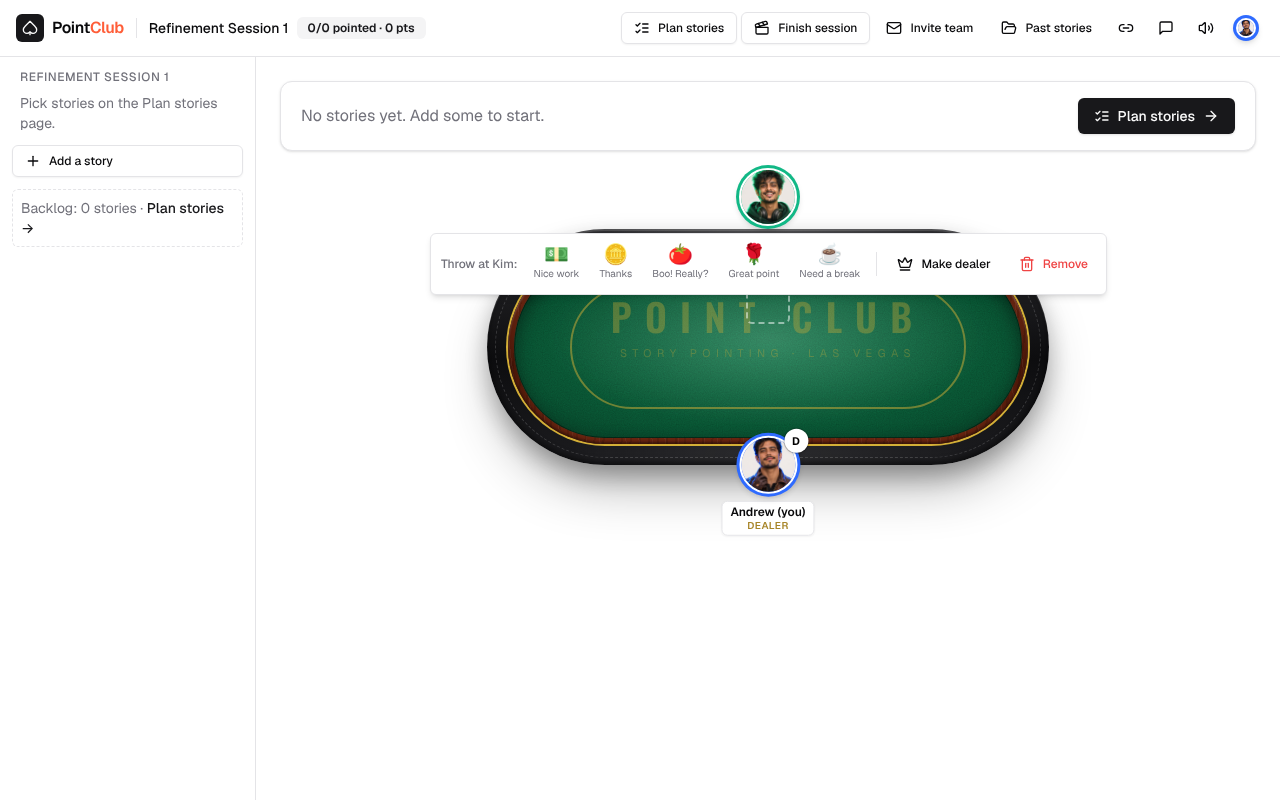 PointClub
Refinement Session 1
0/0 pointed · 0 pts
Plan stories
Finish session
Invite team
Past stories
REFINEMENT SESSION 1
Pick stories on the Plan stories
page.
Add a story
Backlog: 0 stories · Plan stories
→
No stories yet. Add some to start.
Plan stories →
Throw at Kim:
Nice work
Thanks
Boo! Really?
Great point
Need a break
Make dealer
Remove
POINT CLUB
STORY POINTING · LAS VEGAS
D
Andrew (you)
DEALER